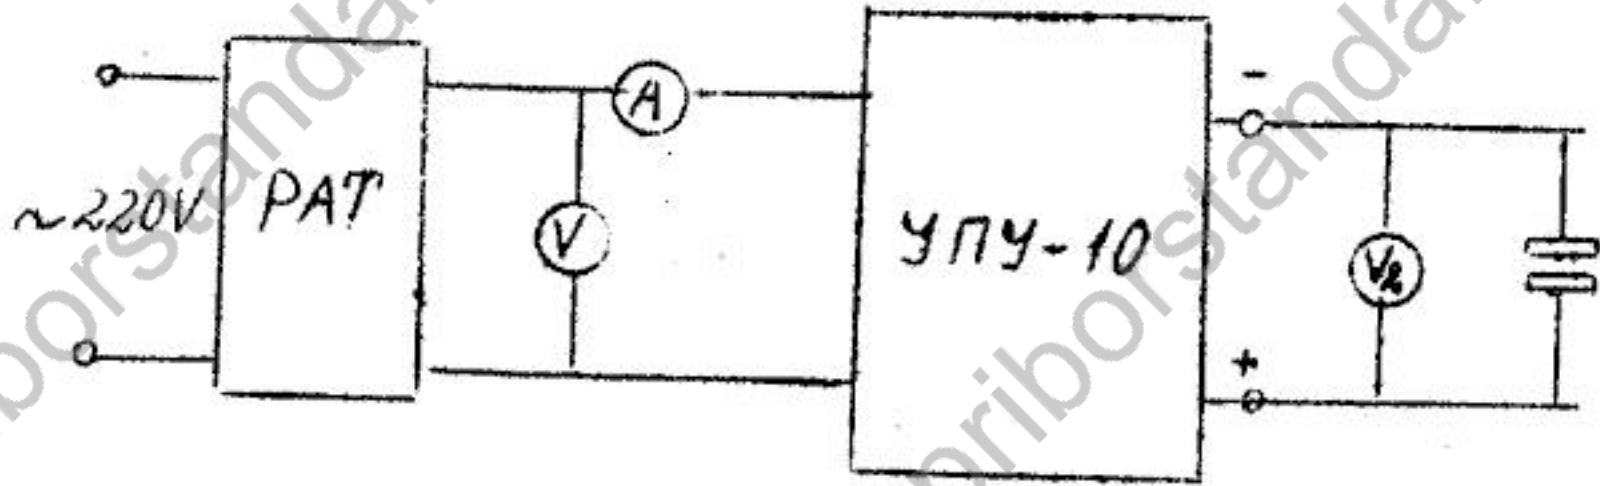 ~220V
РАТ
A
V
УПУ-10
-
V2
+
priborstandart
priborstandart